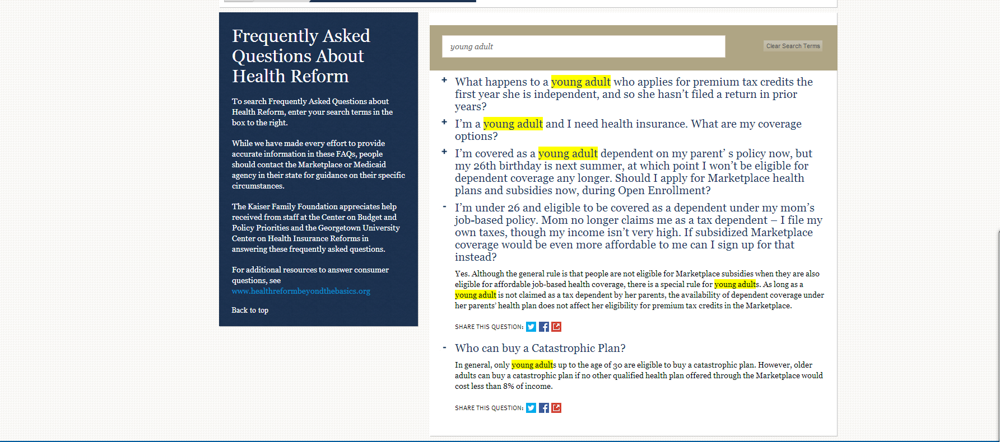 Frequently Asked
Questions About
Health Reform
To search Frequently Asked Questions about
Health Reform, enter your search terms in the
box to the right.
While we have made every effort to provide
accurate information in these FAQs, people
should contact the Marketplace or Medicaid
agency in their state for guidance on their specific
circumstances.
The Kaiser Family Foundation appreciates help
received from staff at the Center on Budget and
Policy Priorities and the Georgetown University
Center on Health Insurance Reforms in
answering these frequently asked questions.
For additional resources to answer consumer
questions, see
www.healthreformbeyondthebasics.org
Back to top
young adult
Clear Search Terms
+ What happens to a young adult who applies for premium tax credits the
first year she is independent, and so she hasn’t filed a return in prior
years?
+ I’m a young adult and I need health insurance. What are my coverage
options?
+ I’m covered as a young adult dependent on my parent’ s policy now, but
my 26th birthday is next summer, at which point I won’t be eligible for
dependent coverage any longer. Should I apply for Marketplace health
plans and subsidies now, during Open Enrollment?
- I’m under 26 and eligible to be covered as a dependent under my mom’s
job-based policy. Mom no longer claims me as a tax dependent – I file my
own taxes, though my income isn’t very high. If subsidized Marketplace
coverage would be even more affordable to me can I sign up for that
instead?
Yes. Although the general rule is that people are not eligible for Marketplace subsidies when they are also
eligible for affordable job-based health coverage, there is a special rule for young adults. As long as a
young adult is not claimed as a tax dependent by her parents, the availability of dependent coverage under
her parents’ health plan does not affect her eligibility for premium tax credits in the Marketplace.
SHARE THIS QUESTION:
- Who can buy a Catastrophic Plan?
In general, only young adults up to the age of 30 are eligible to buy a catastrophic plan. However, older
adults can buy a catastrophic plan if no other qualified health plan offered through the Marketplace would
cost less than 8% of income.
SHARE THIS QUESTION: